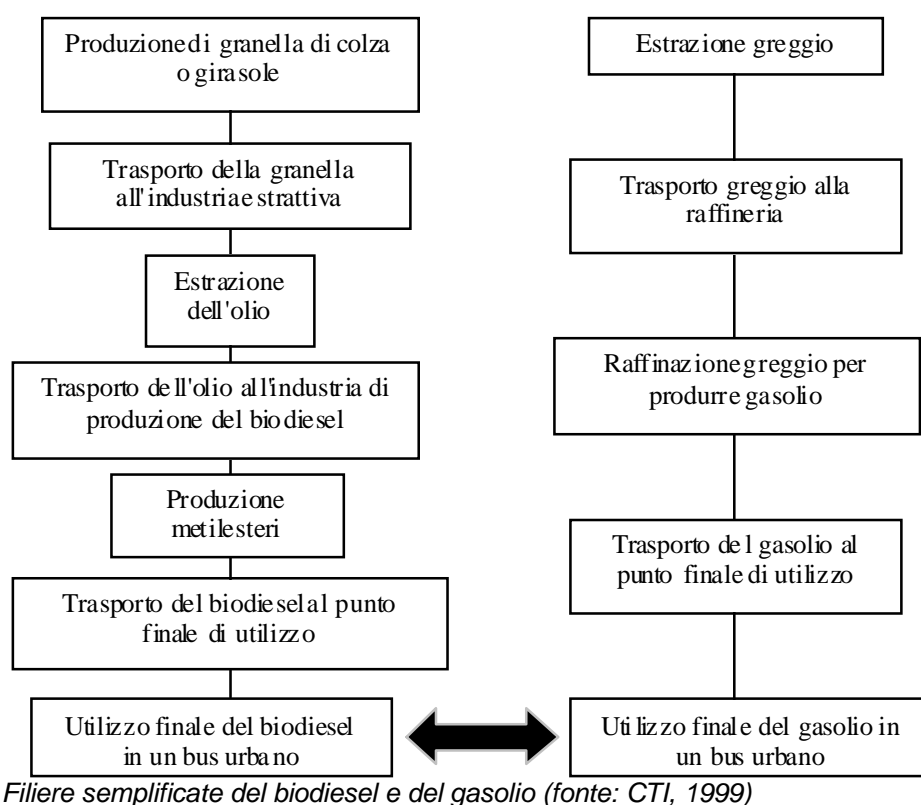 Produzione di granella di colza
o girasole
Trasporto della granella
all'industria estrattiva
Estrazione
dell'olio
Trasporto dell'olio all'industria di
produzione del biodiesel
Produzione
metilesteri
Trasporto del biodiesel al punto
finale di utilizzo
Utilizzo finale del biodiesel
in un bus urbano
Estrazione greggio
Trasporto greggio alla
raffineria
Raffinazione greggio per
produrre gasolio
Trasporto del gasolio al
punto finale di utilizzo
Utilizzo finale del gasolio in
un bus urbano
Filiere semplificate del biodiesel e del gasolio (fonte: CTI, 1999)